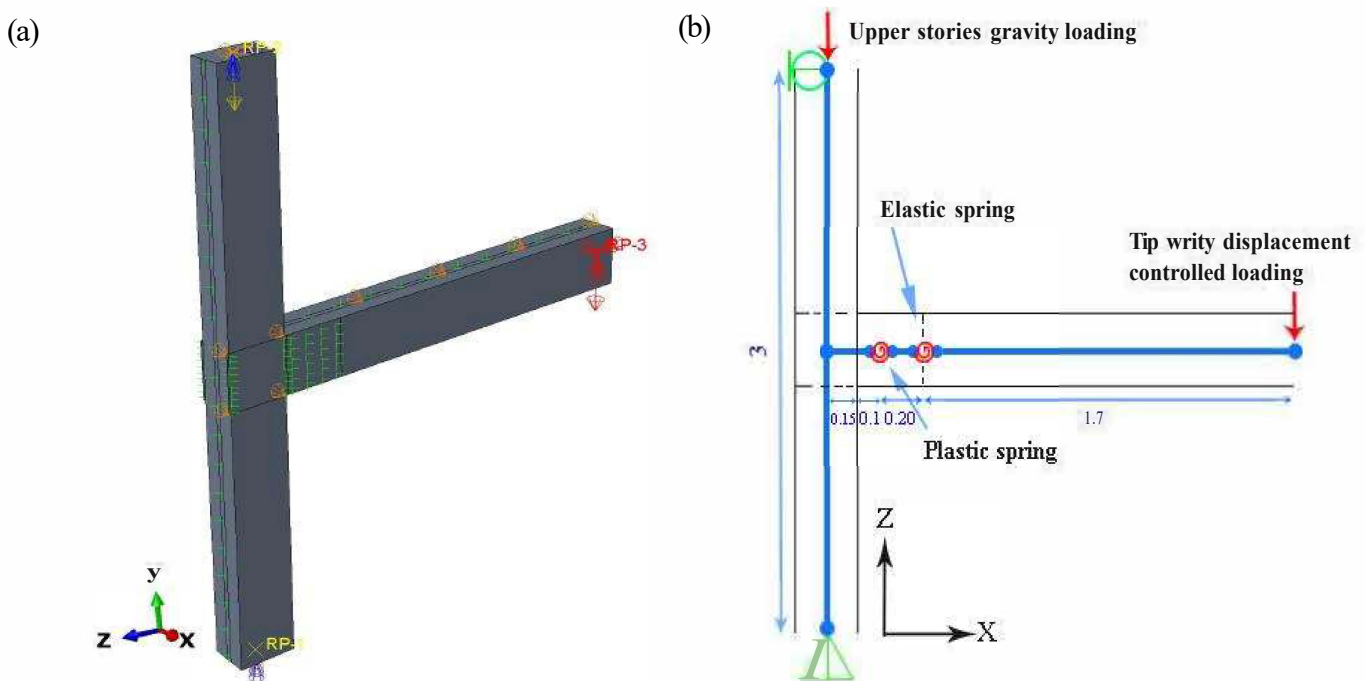 (a)
RP-2
RP-3
RP-1
y
z
x
(b)
Upper stories gravity loading
Elastic spring
Tip writy displacement
controlled loading
3
0.15 0.1 0.20
1.7
Plastic spring
Z
X